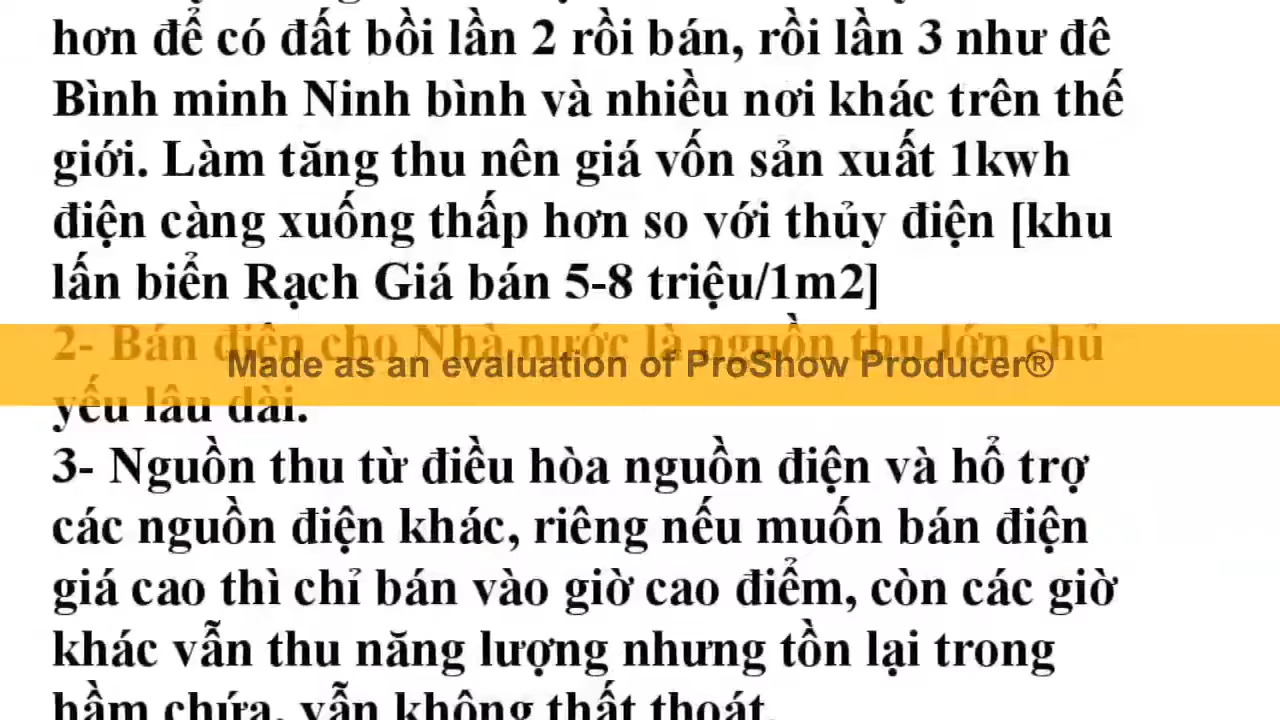 hơn để có đất bồi lần 2 rồi bán, rồi lần 3 như đê
Bình minh Ninh bình và nhiều nơi khác trên thế
giới. Làm tăng thu nên giá vốn sản xuất 1kwh
điện càng xuống thấp hơn so với thủy điện [khu
lấn biển Rạch Giá bán 5-8 triệu/1m2]
2- Bán điện cho Nhà nước là nguồn thu lớn chủ
Made as an evaluation of ProShow Producer®
yếu lâu dài.
3- Nguồn thu từ điều hòa nguồn điện và hổ trợ
các nguồn điện khác, riêng nếu muốn bán điện
giá cao thì chỉ bán vào giờ cao điểm, còn các giờ
khác vẫn thu năng lượng nhưng tồn lại trong
hầm chứa, vẫn không thất thoát.